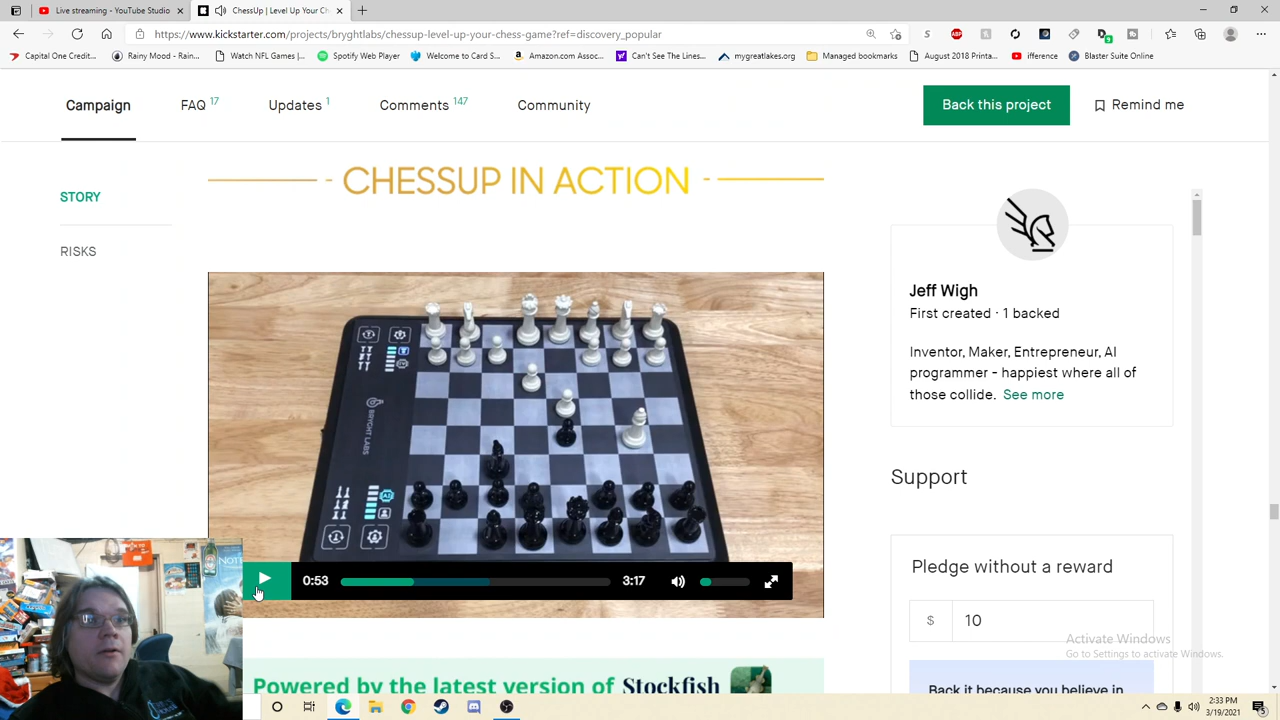 Live streaming - YouTube Studio
ChessUp | Level Up Your Ch
https://www.kickstarter.com/projects/bryghtlabs/chessup-level-up-your-chess-game?ref=discovery_popular
Capital One Credit...
Rainy Mood - Rain...
Watch NFL Games |...
Spotify Web Player
Welcome to Card S...
Amazon.com Assoc...
Can't See The Lines...
mygreatlakes.org
Managed bookmarks
August 2018 Printa...
ifference
Blaster Suite Online
Campaign
FAQ 17
Updates 1
Comments 147
Community
Back this project
Remind me
STORY
RISKS
CHESSUP IN ACTION
BRYGHT LABS
AI
0:53
3:17
Powered by the latest version of Stockfish
Jeff Wigh
First created · 1 backed
Inventor, Maker, Entrepreneur, AI
programmer - happiest where all of
those collide. See more
Support
Pledge without a reward
$ 10
Back it because you believe in
Activate Windows
Go to Settings to activate Windows.
2:33 PM
3/19/2021